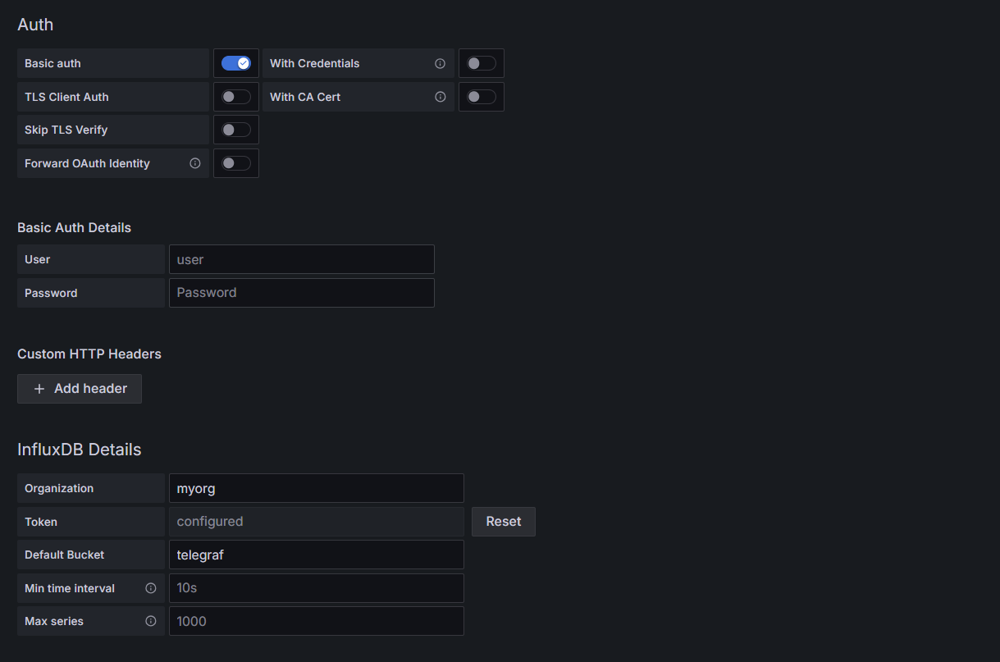 Auth
Basic auth With Credentials
TLS Client Auth With CA Cert
Skip TLS Verify
Forward OAuth Identity
Basic Auth Details
User user
Password Password
Custom HTTP Headers
+ Add header
InfluxDB Details
Organization myorg
Token configured Reset
Default Bucket telegraf
Min time interval 10s
Max series 1000